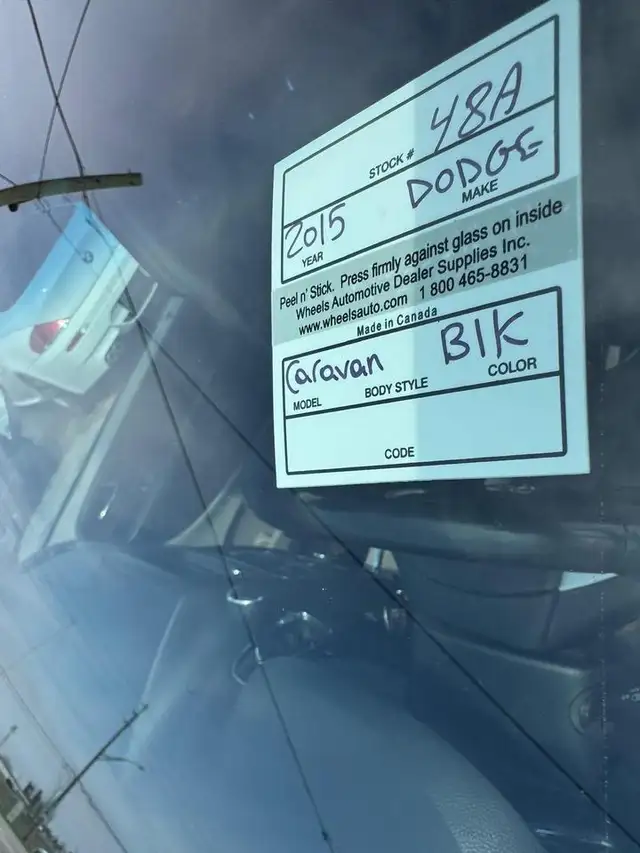 STOCK # 48A
2015 DODGE
YEAR MAKE
Peel n' Stick. Press firmly against glass on inside
Wheels Automotive Dealer Supplies Inc.
www.wheelsauto.com 1 800 465-8831
Made in Canada
Caravan Blk
MODEL BODY STYLE COLOR
CODE